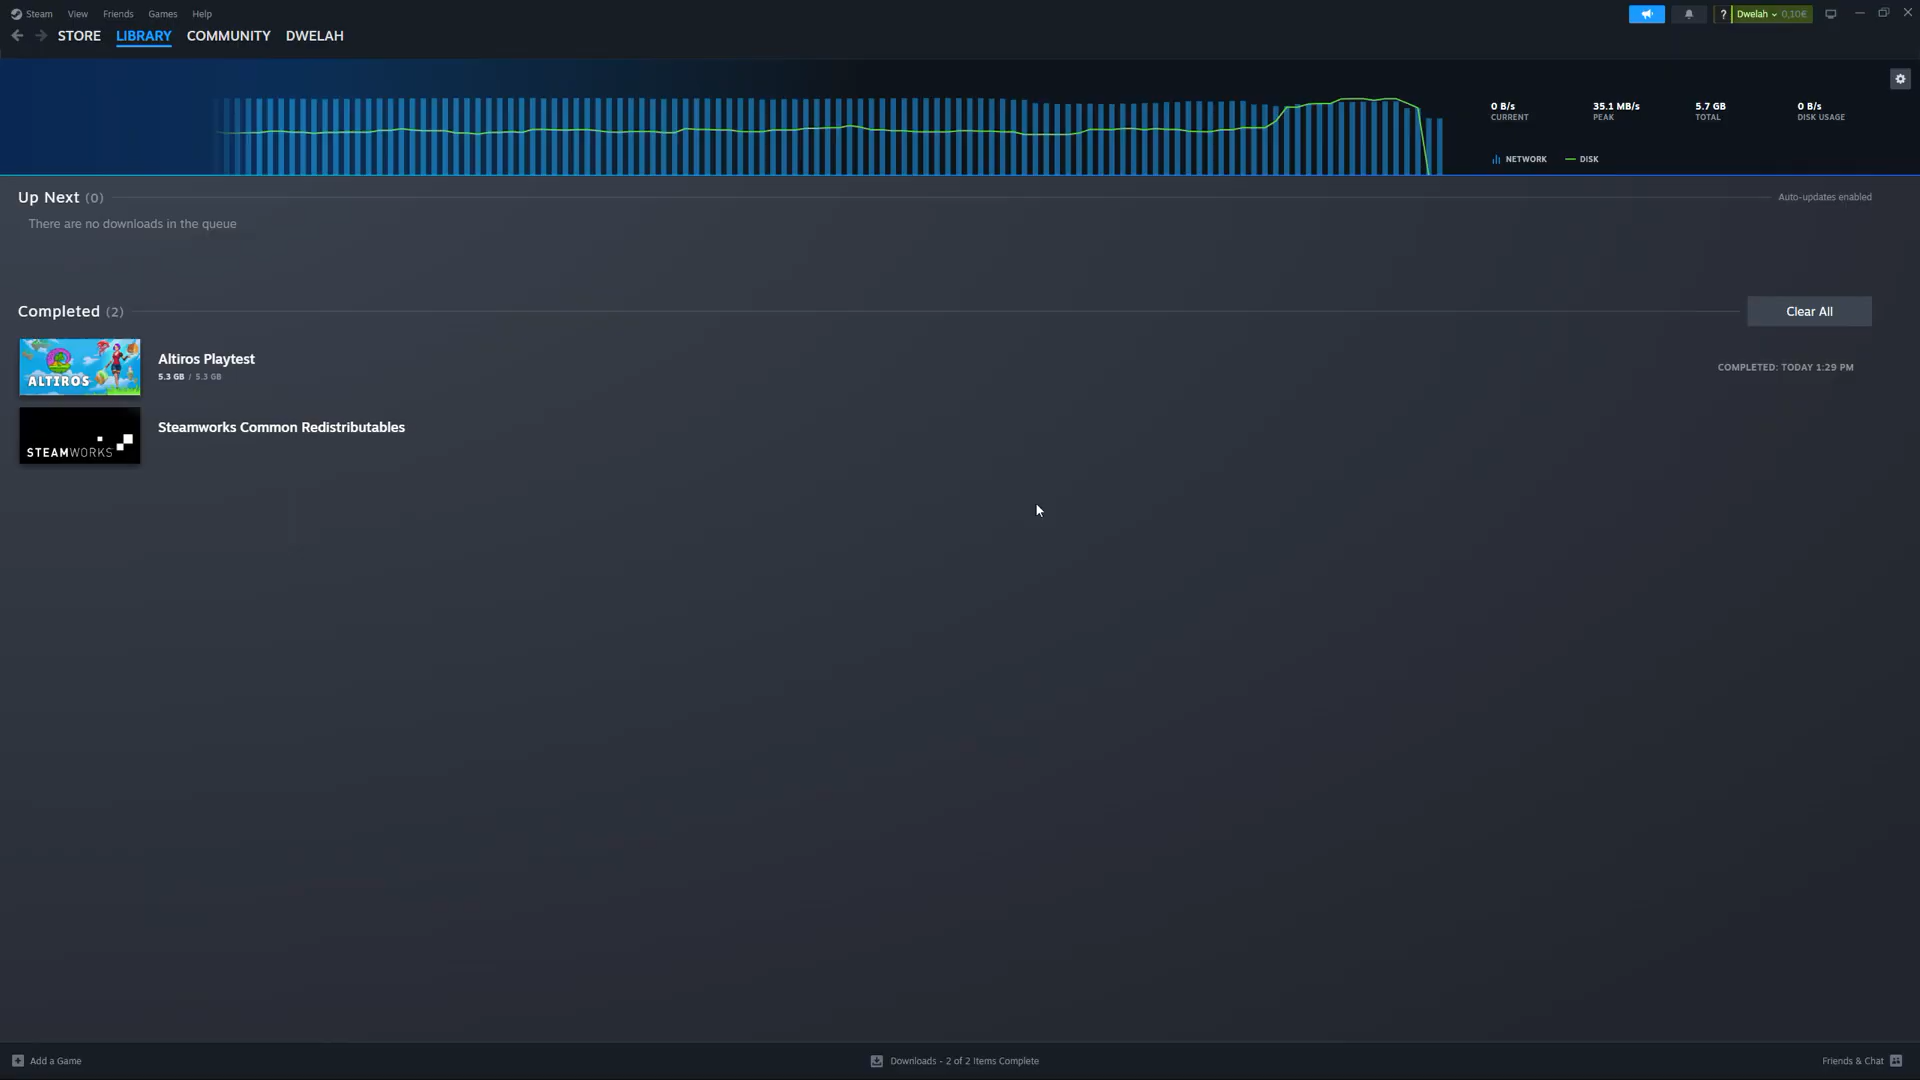 Steam View Friends Games Help
? Dwelah 0,10€
STORE LIBRARY COMMUNITY DWELAH
0 B/s 35.1 MB/s 5.7 GB 0 B/s
CURRENT PEAK TOTAL DISK USAGE
NETWORK DISK
Up Next (0)
Auto-updates enabled
There are no downloads in the queue
Completed (2)
Clear All
ALTIROS
Altiros Playtest
5.3 GB / 5.3 GB
COMPLETED: TODAY 1:29 PM
STEAMWORKS
Steamworks Common Redistributables
Add a Game
Downloads - 2 of 2 Items Complete
Friends & Chat